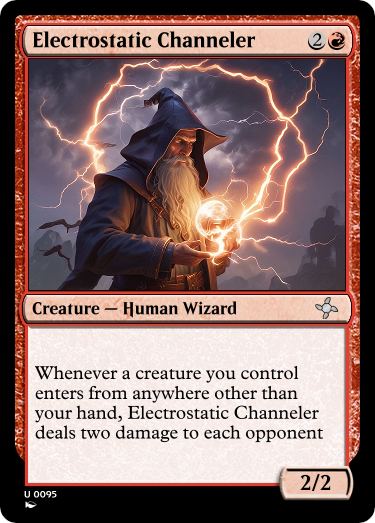 Electrostatic Channeler 2
Creature — Human Wizard
Whenever a creature you control
enters from anywhere other than
your hand, Electrostatic Channeler
deals two damage to each opponent
2/2
U 0095